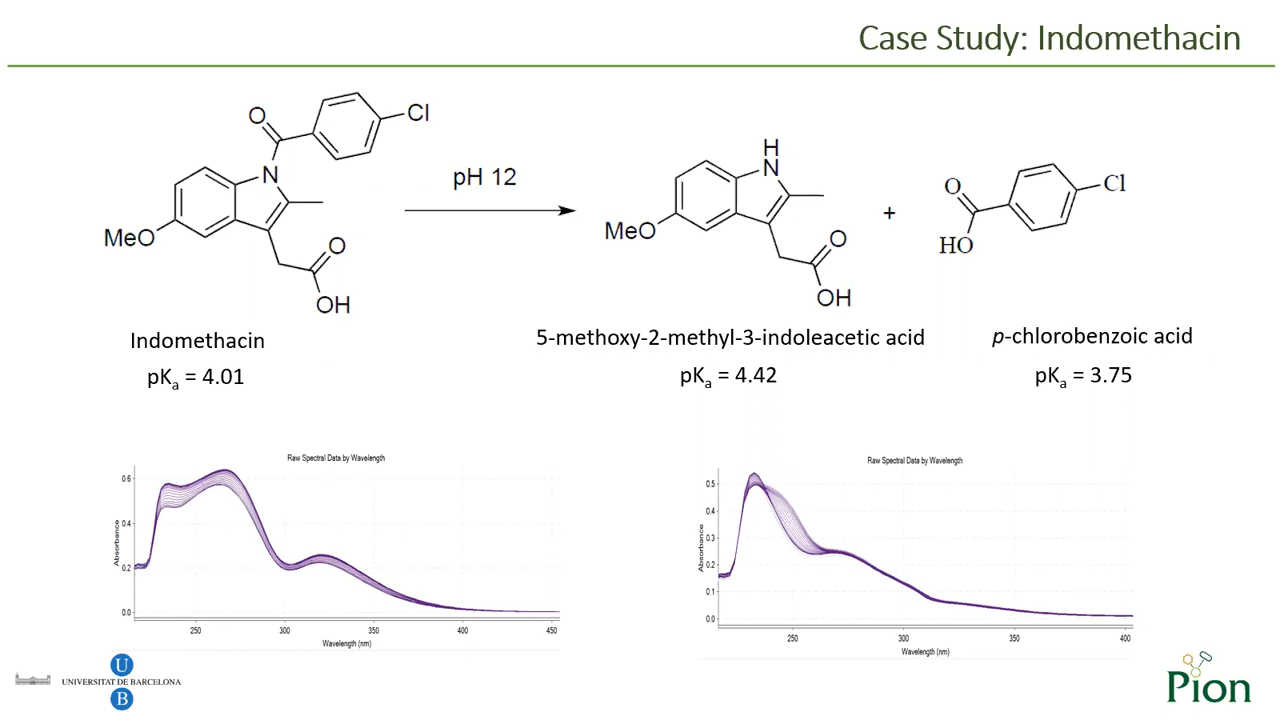 Case Study: Indomethacin
O
Cl
N
MeO
O
OH
pH 12
H
N
MeO
O
OH
+
O
HO
Cl
Indomethacin
pKa = 4.01
5-methoxy-2-methyl-3-indoleacetic acid
pKa = 4.42
p-chlorobenzoic acid
pKa = 3.75
Raw Spectral Data by Wavelength
Absorbance
0.6
0.4
0.2
0.0
250 300 350 400 450
Wavelength (nm)
Raw Spectral Data by Wavelength
Absorbance
0.5
0.4
0.3
0.2
0.1
0.0
250 300 350 400
Wavelength (nm)
U
UNIVERSITAT DE BARCELONA
B
Pion